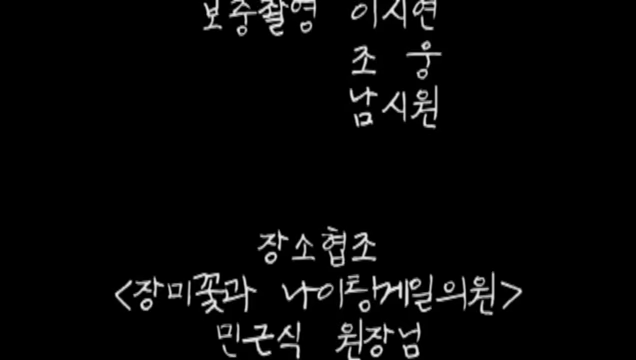 보충촬영 이시연
조 웅
남시원
장소협조
<장미꽃과 나이팅게일의원>
민근식 원장님